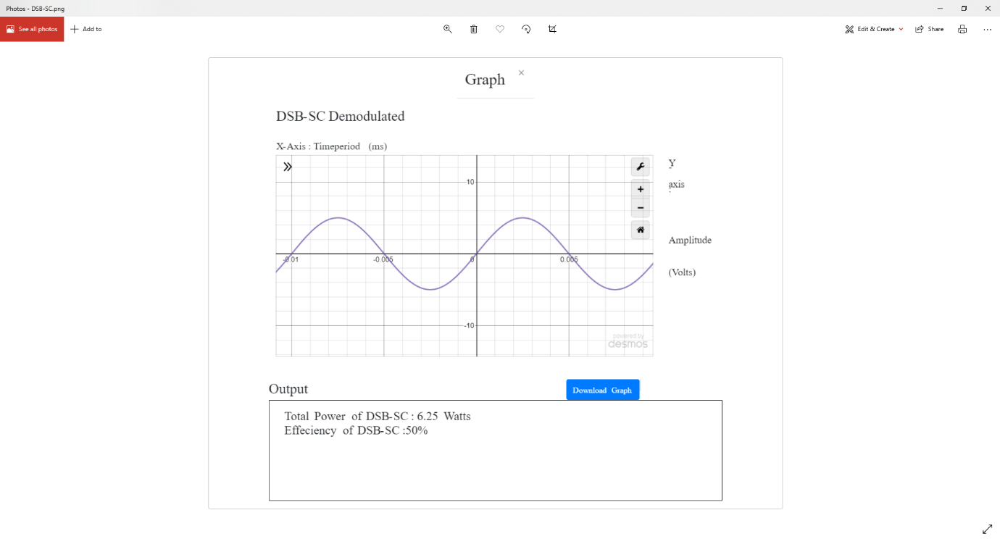 Photos - DSB-SC.png
See all photos
Add to
Edit & Create
Share
Graph
DSB-SC Demodulated
X-Axis : Timeperiod (ms)
Y
axis
:
Amplitude
(Volts)
10
-0.01
-0.005
0
0.005
-10
powered by
desmos
Output
Download Graph
Total Power of DSB-SC : 6.25 Watts
Effeciency of DSB-SC :50%